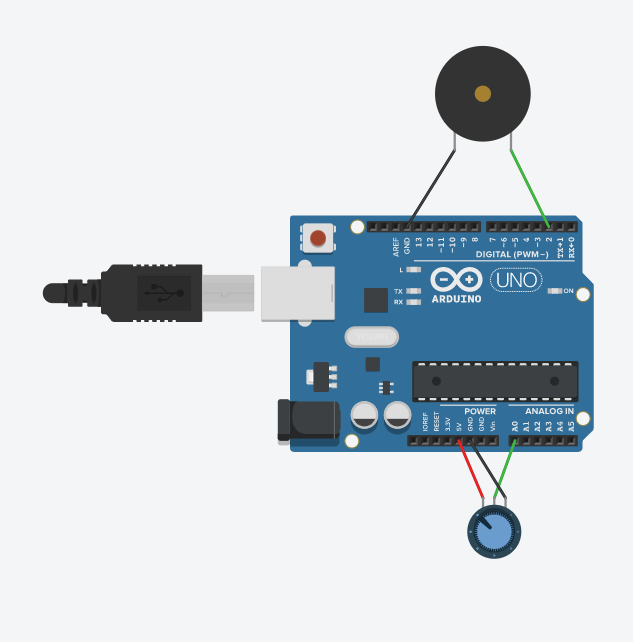 AREF
GND
13
12
~11
~10
~9
8
7
~6
~5
4
~3
2
TX→1
RX←0
DIGITAL (PWM~)
L
TX
RX
ARDUINO
UNO
ON
POWER
ANALOG IN
IOREF
RESET
3.3V
5V
GND
GND
Vin
A0
A1
A2
A3
A4
A5